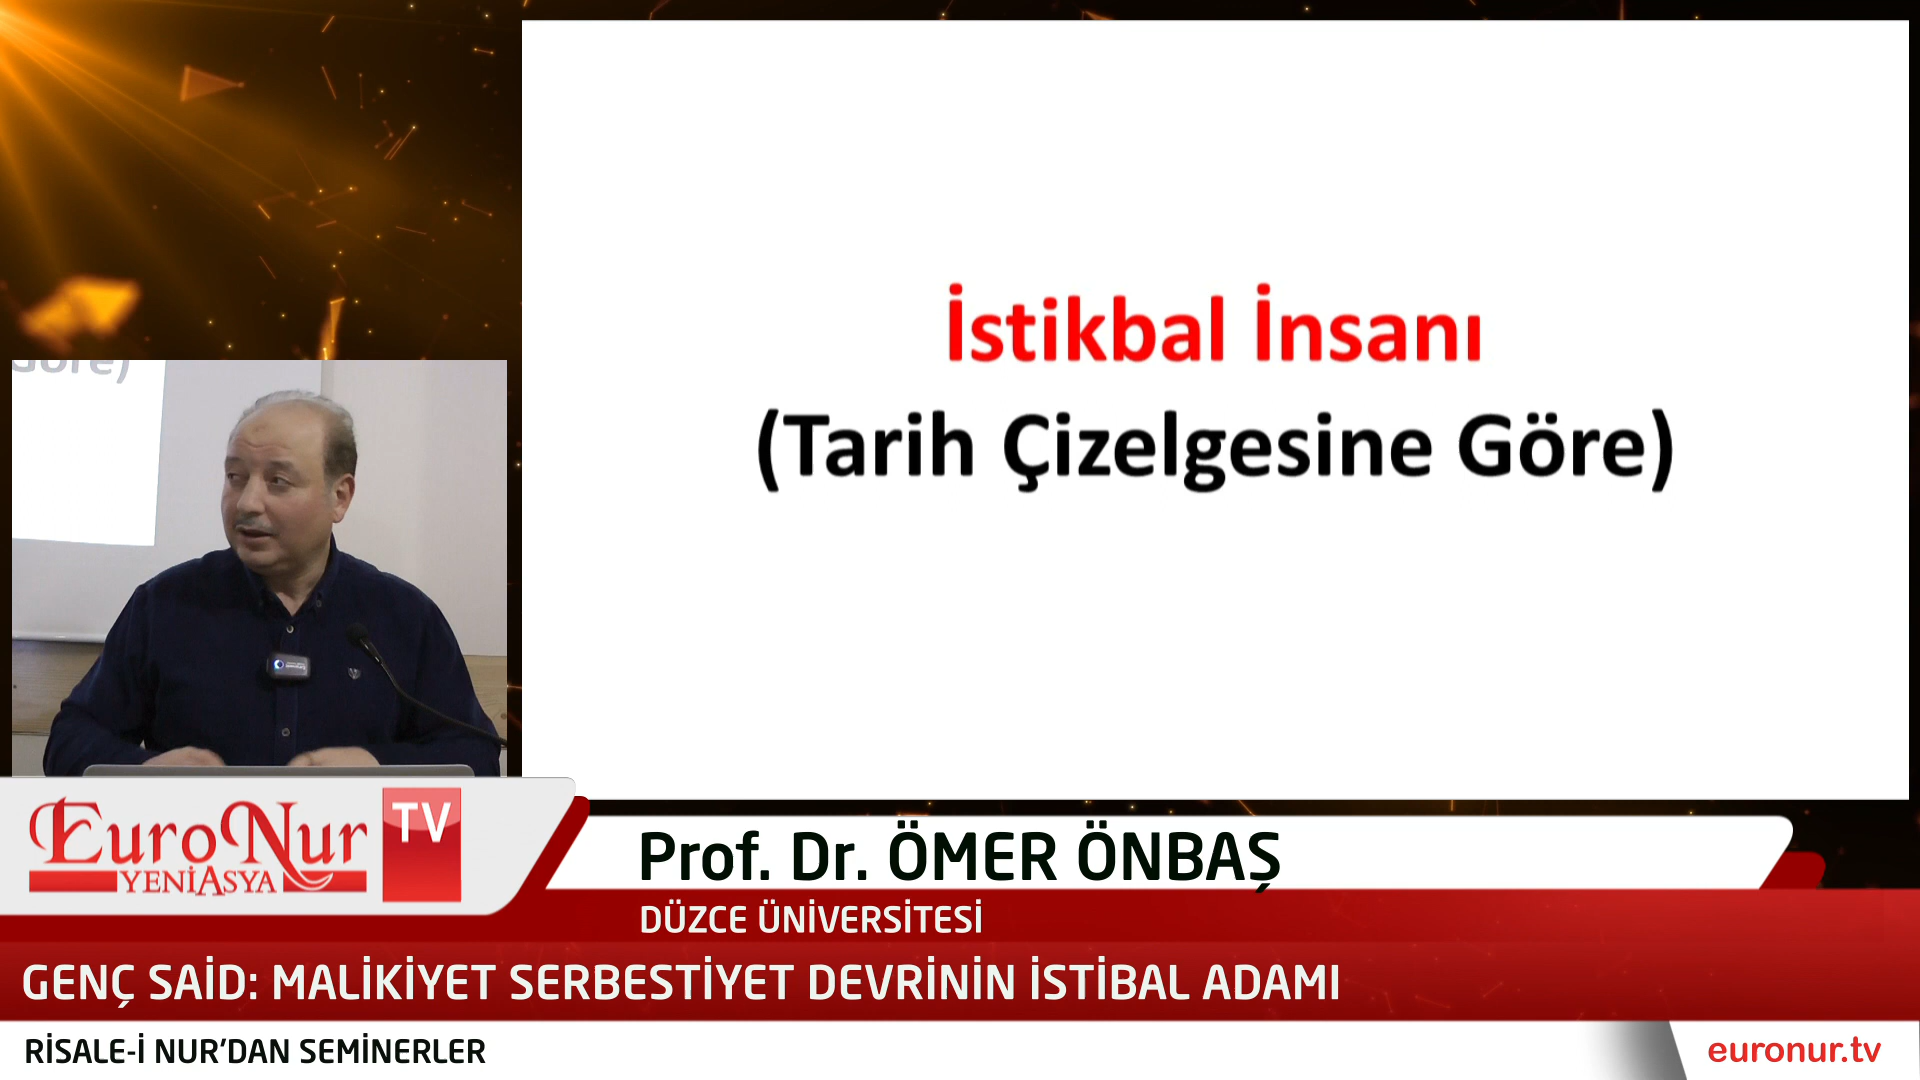 İstikbal İnsanı
(Tarih Çizelgesine Göre)
Göre)
EuroNur TV
YENİASYA
Prof. Dr. ÖMER ÖNBAŞ
DÜZCE ÜNİVERSİTESİ
GENÇ SAİD: MALİKİYET SERBESTİYET DEVRİNİN İSTİBAL ADAMI
RİSALE-İ NUR'DAN SEMİNERLER
euronur.tv